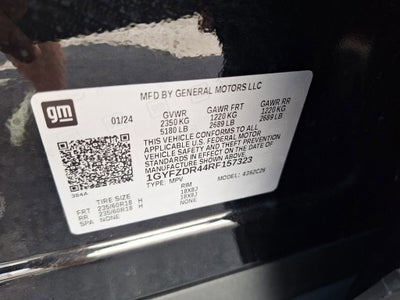 MFD BY GENERAL MOTORS LLC
gm
01/24
GVWR
2350 KG
5180 LB
GAWR FRT
1220 KG
2689 LB
GAWR RR
1220 KG
2689 LB
THIS VEHICLE CONFORMS TO ALL
APPLICABLE U.S. FEDERAL MOTOR
VEHICLE SAFETY AND THEFT PREVENTION
STANDARDS IN EFFECT ON THE DATE OF
MANUFACTURE SHOWN ABOVE.
1GYFZDR44RF157323
TYPE: MPV
MODEL: 
TIRE SIZE
RIM
FRT 235/60R18 H 18X8J
RR 235/60R18 H 18X8J
SPA NONE NONE